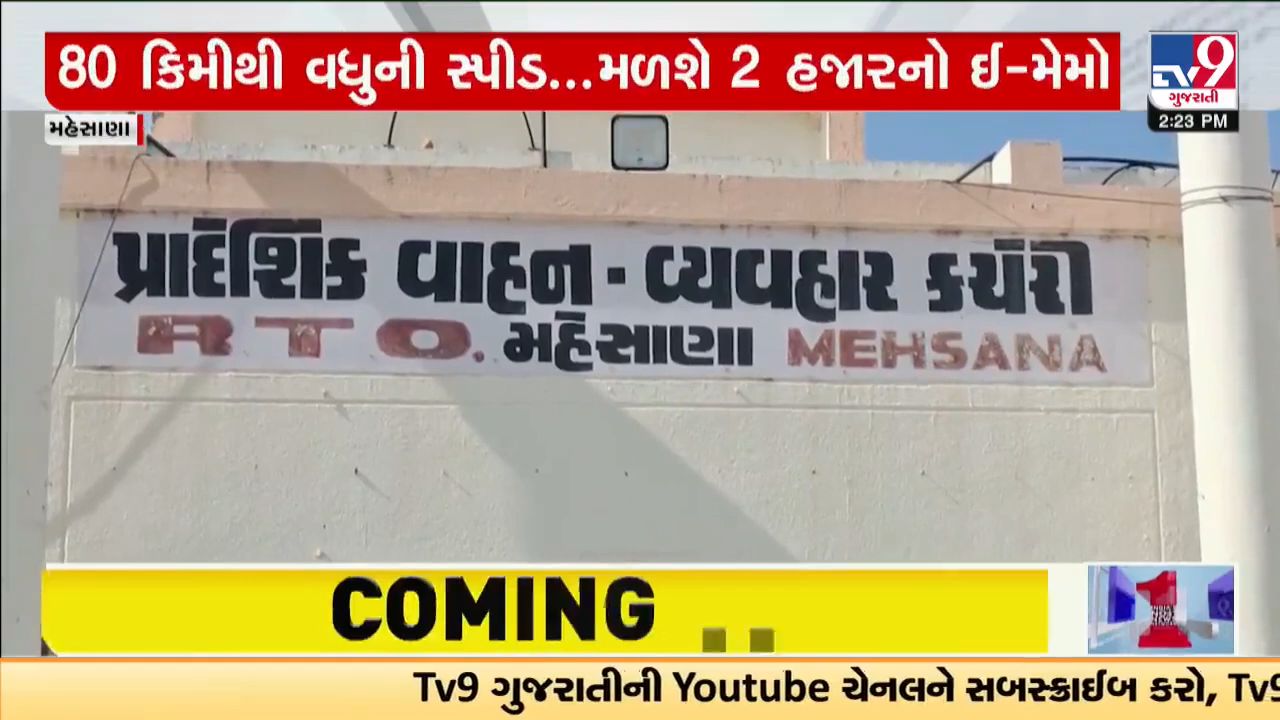 80 કિમીથી વધુની સ્પીડ...મળશે 2 હજારનો ઈ-મેમો
TV9
ગુજરાતી
2:23 PM
મહેસાણા
પ્રાદેશિક વાહન - વ્યવહાર કચેરી
R T O. મહેસાણા MEHSANA
COMING ..
1
Tv9 ગુજરાતીની Youtube ચેનલને સબસ્ક્રાઈબ કરો, Tv9